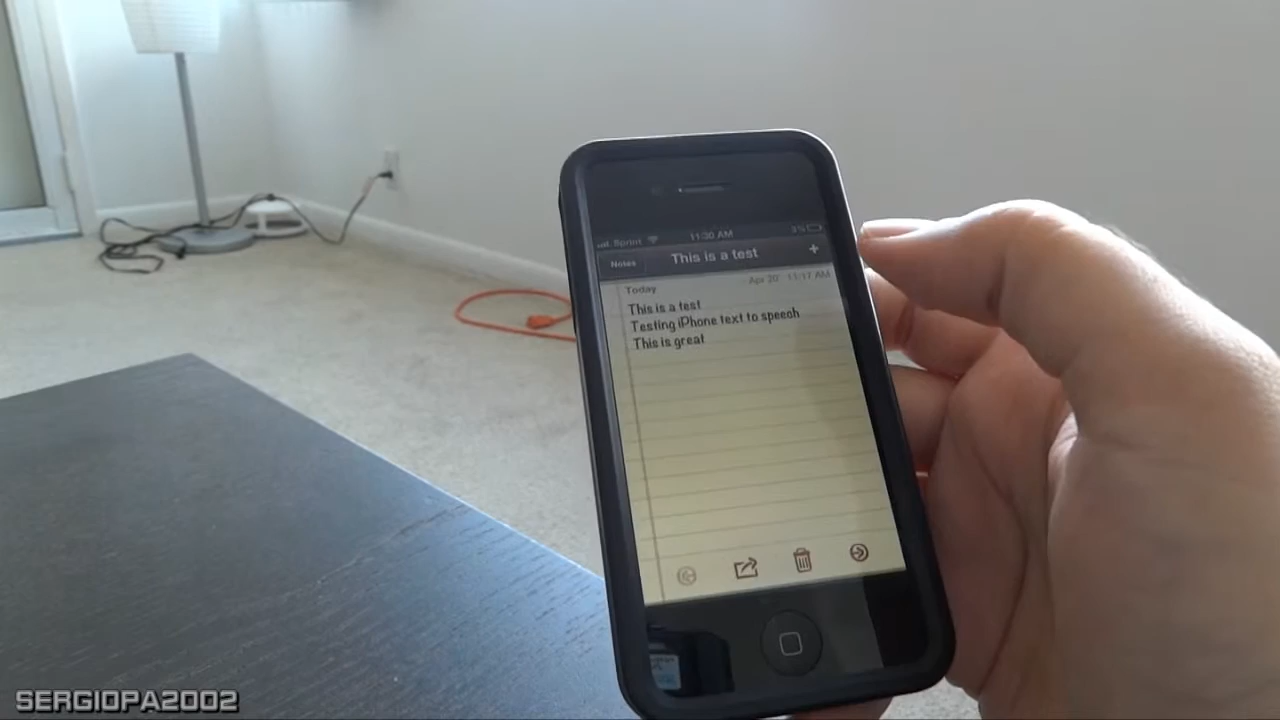 Sprint 11:30 AM 3%
Notes This is a test +
Today Apr 20 11:17 AM
This is a test
Testing iPhone text to speech
This is great
SERGIOPA2002